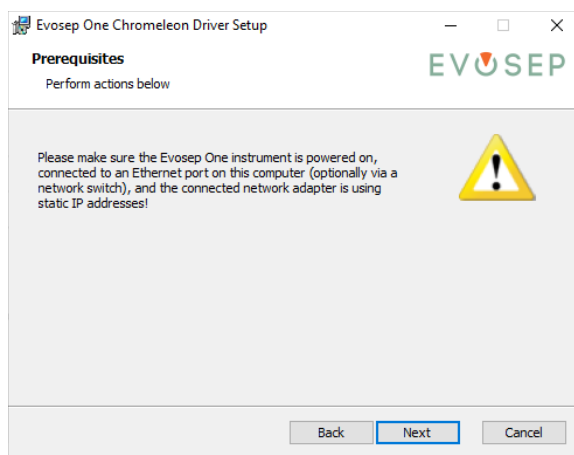 Evosep One Chromeleon Driver Setup
Prerequisites
Perform actions below
EVOSEP
Please make sure the Evosep One instrument is powered on,
connected to an Ethernet port on this computer (optionally via a
network switch), and the connected network adapter is using
static IP addresses!
Back
Next
Cancel